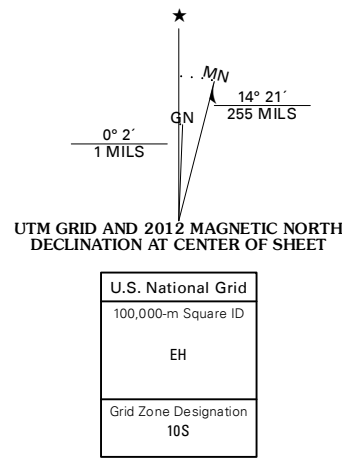 ★
MN
GN
14° 21´
255 MILS
0° 2´
1 MILS
UTM GRID AND 2012 MAGNETIC NORTH
DECLINATION AT CENTER OF SHEET
U.S. National Grid
100,000-m Square ID
EH
Grid Zone Designation
10S